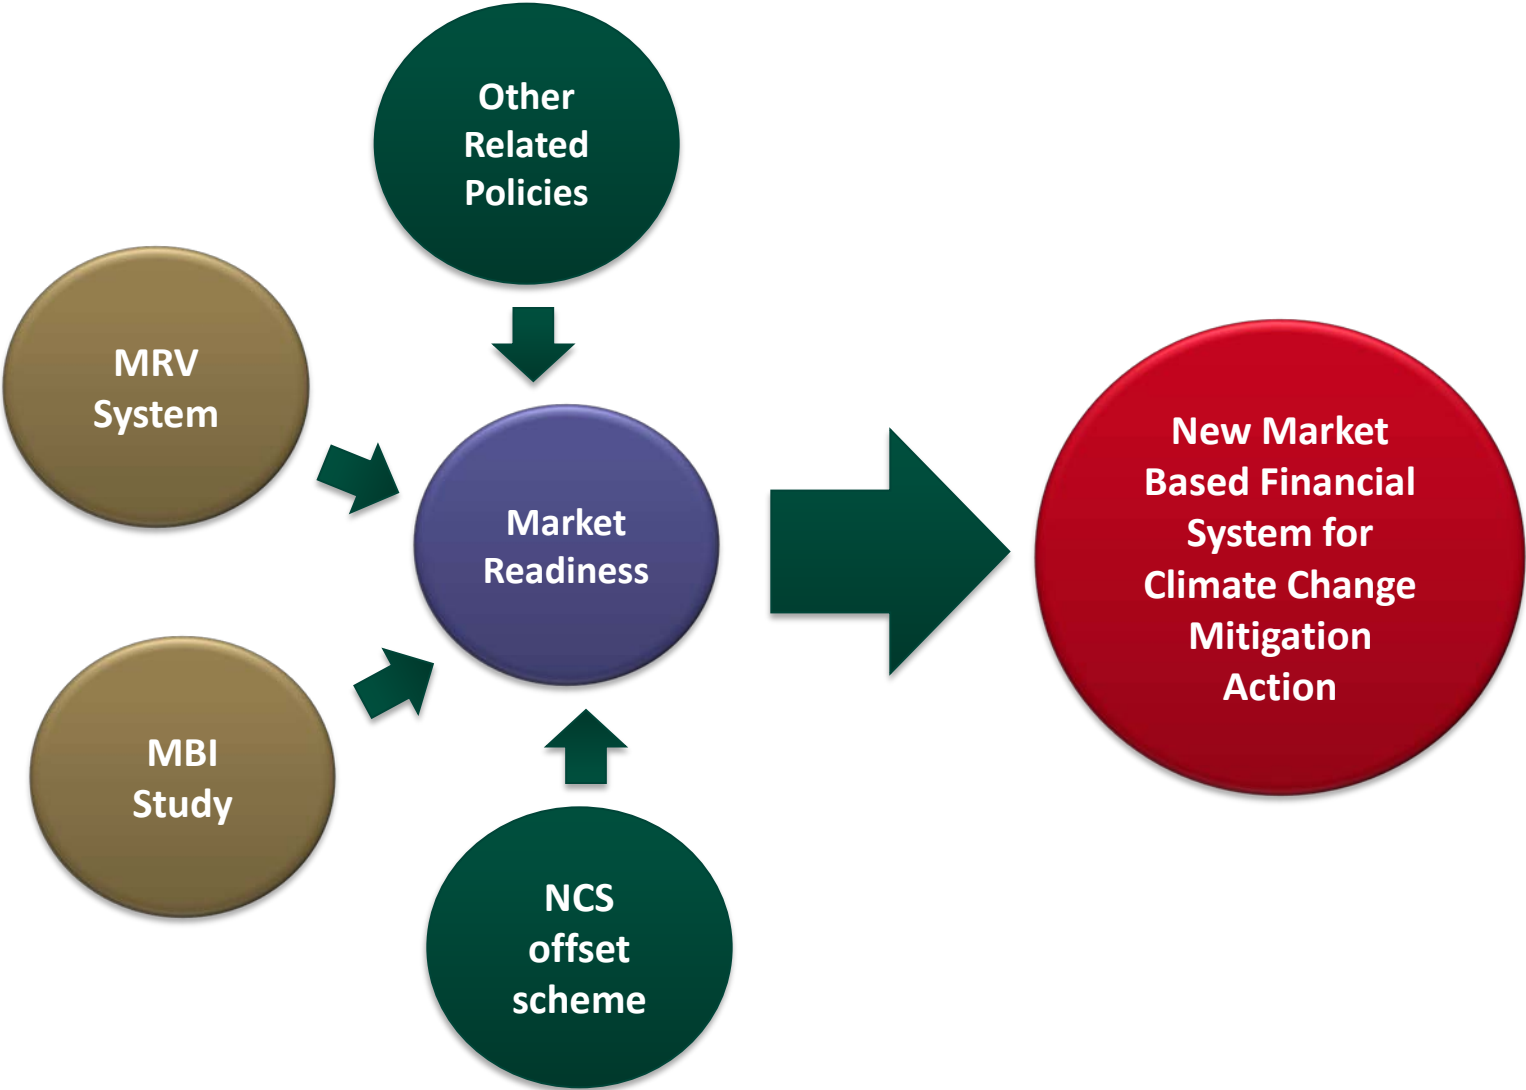 Other
Related
Policies
MRV
System
Market
Readiness
MBI
Study
NCS
offset
scheme
New Market
Based Financial
System for
Climate Change
Mitigation
Action